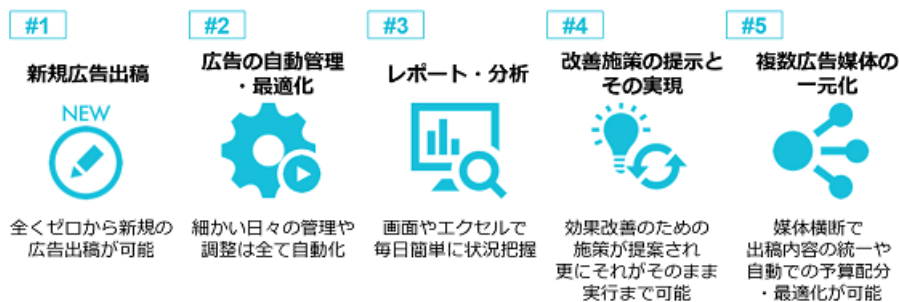 #1
新規広告出稿
NEW
全くゼロから新規の
広告出稿が可能
#2
広告の自動管理
・最適化
細かい日々の管理や
調整は全て自動化
#3
レポート・分析
画面やエクセルで
毎日簡単に状況把握
#4
改善施策の提示と
その実現
効果改善のための
施策が提案され
更にそれがそのまま
実行まで可能
#5
複数広告媒体の
一元化
媒体横断で
出稿内容の統一や
自動での予算配分
・最適化が可能